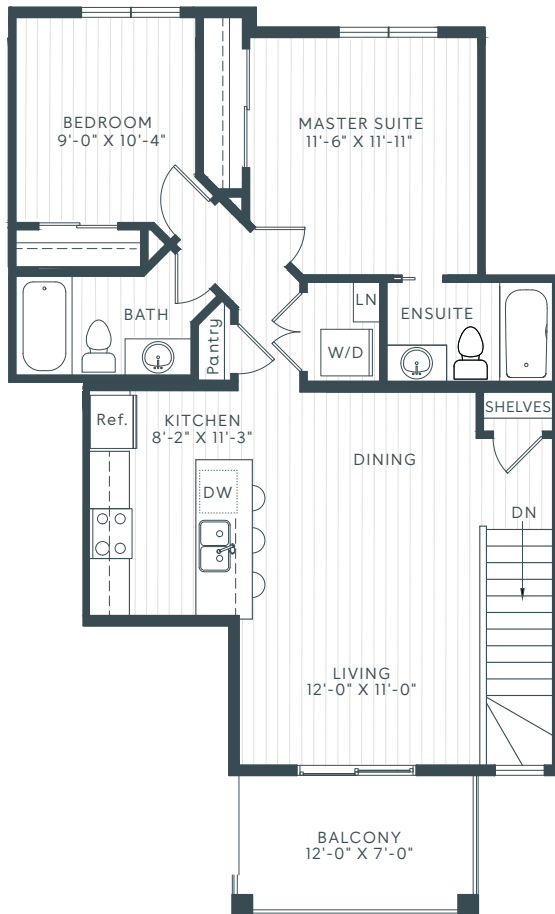 BEDROOM
9'-0" X 10'-4"
MASTER SUITE
11'-6" X 11'-11"
BATH
Pantry
LN
W/D
ENSUITE
Ref.
KITCHEN
8'-2" X 11'-3"
SHELVES
DW
DINING
DN
LIVING
12'-0" X 11'-0"
BALCONY
12'-0" X 7'-0"